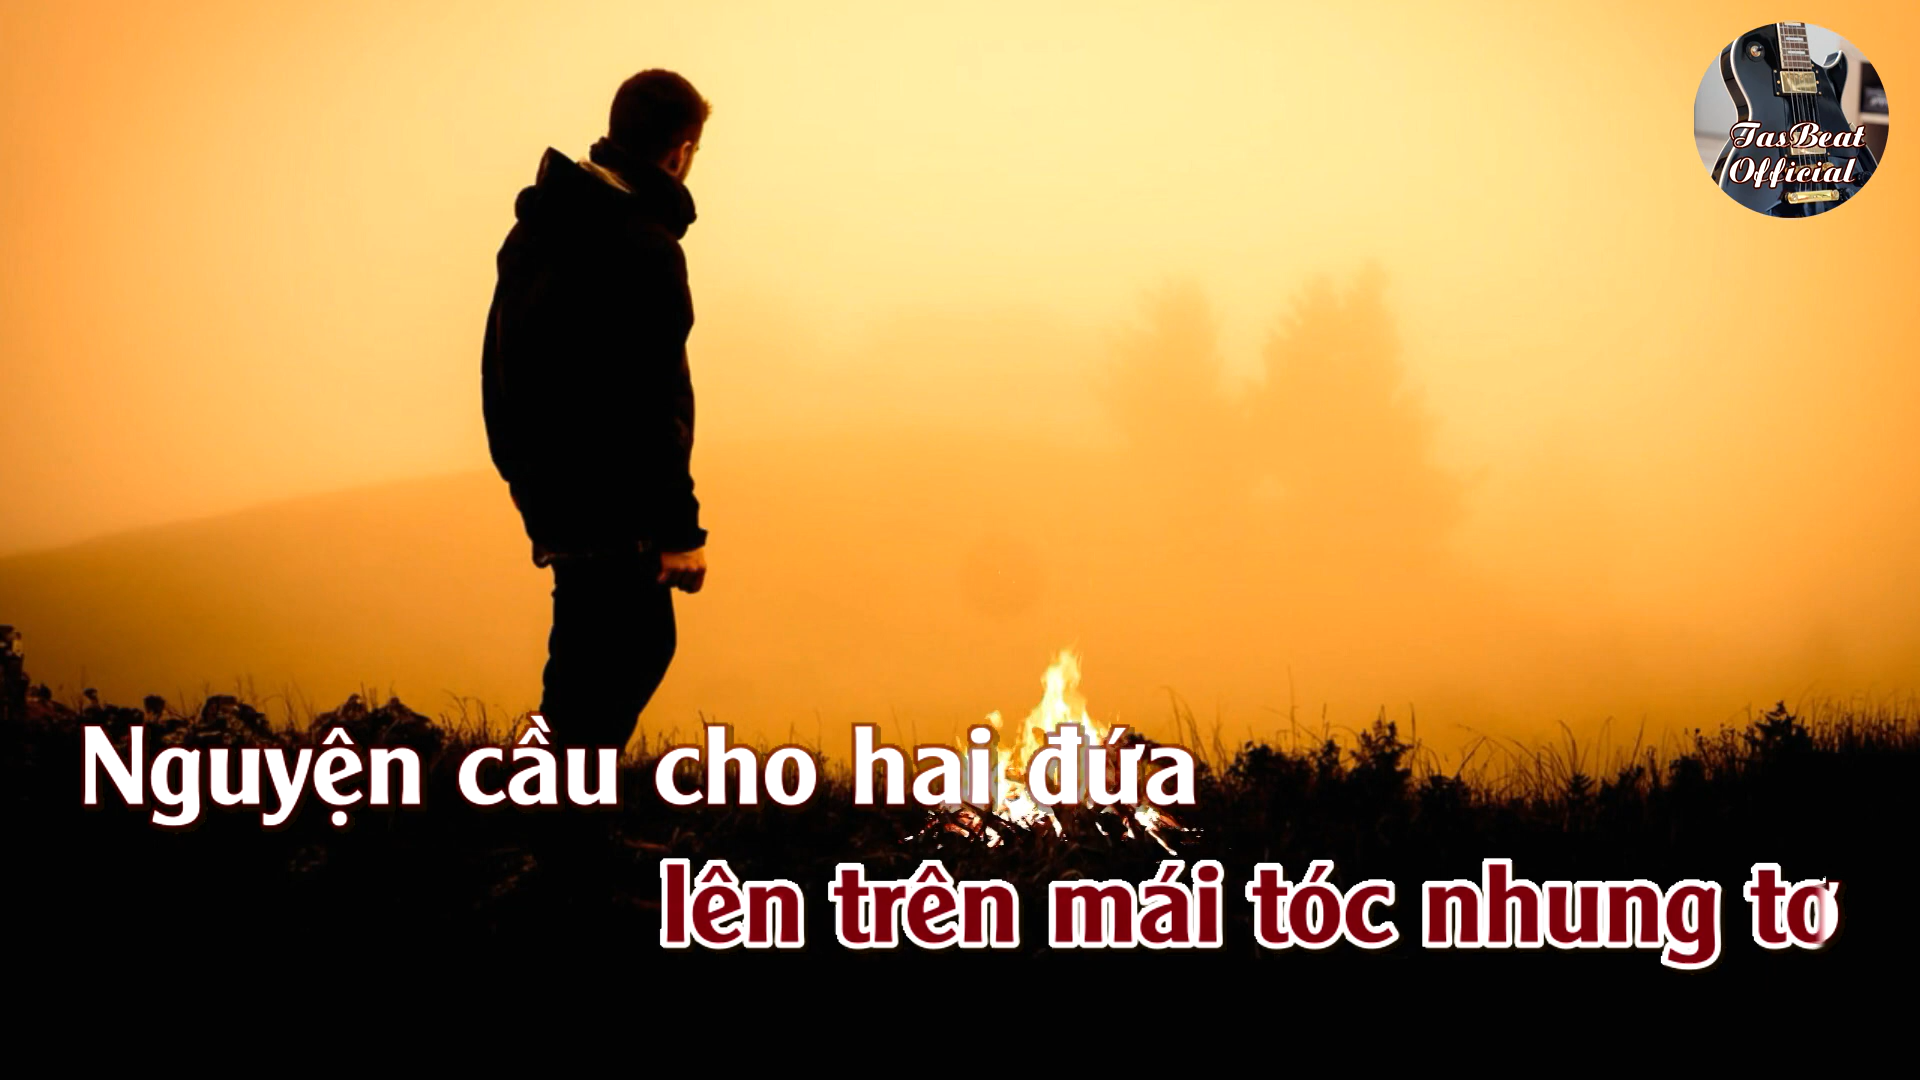 TasBeat
Official
Nguyện cầu cho hai đứa
lên trên mái tóc nhung tơ